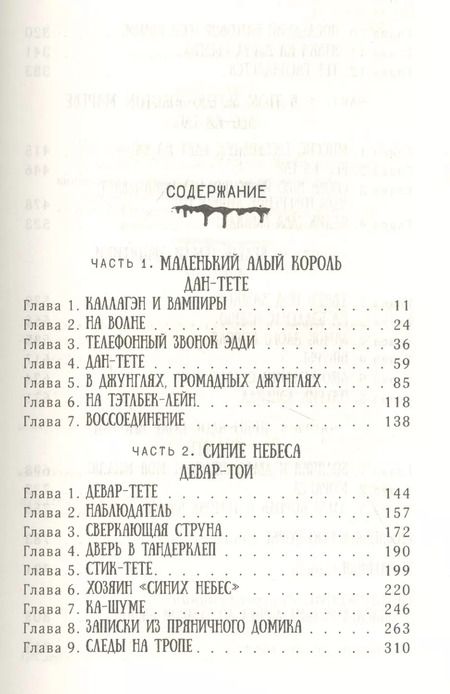 СОДЕРЖАНИЕ
ЧАСТЬ 1. МАЛЕНЬКИЙ АЛЫЙ КОРОЛЬ
ДАН-ТЕТЕ
Глава 1. КАЛЛАГЭН И ВАМПИРЫ . . . . . . . . . . . . 11
Глава 2. НА ВОЛНЕ . . . . . . . . . . . . . . . . . . 24
Глава 3. ТЕЛЕФОННЫЙ ЗВОНОК ЭДДИ . . . . . . . . . . 36
Глава 4. ДАН-ТЕТЕ . . . . . . . . . . . . . . . . . . 59
Глава 5. В ДЖУНГЛЯХ, ГРОМАДНЫХ ДЖУНГЛЯХ . . . . . . 85
Глава 6. НА ТЭТЛБЕК-ЛЕЙН. . . . . . . . . . . . . . 118
Глава 7. ВОССОЕДИНЕНИЕ . . . . . . . . . . . . . . . 138
ЧАСТЬ 2. СИНИЕ НЕБЕСА
ДЕВАР-ТОИ
Глава 1. ДЕВАР-ТЕТЕ . . . . . . . . . . . . . . . . . 144
Глава 2. НАБЛЮДАТЕЛЬ . . . . . . . . . . . . . . . . 157
Глава 3. СВЕРКАЮЩАЯ СТРУНА . . . . . . . . . . . . . 172
Глава 4. ДВЕРЬ В ТАНДЕРКЛЕП . . . . . . . . . . . . 190
Глава 5. СТИК-ТЕТЕ . . . . . . . . . . . . . . . . . 199
Глава 6. ХОЗЯИН «СИНИХ НЕБЕС» . . . . . . . . . . . 220
Глава 7. КА-ШУМЕ . . . . . . . . . . . . . . . . . . 246
Глава 8. ЗАПИСКИ ИЗ ПРЯНИЧНОГО ДОМИКА . . . . . . . 263
Глава 9. СЛЕДЫ НА ТРОПЕ . . . . . . . . . . . . . . 310